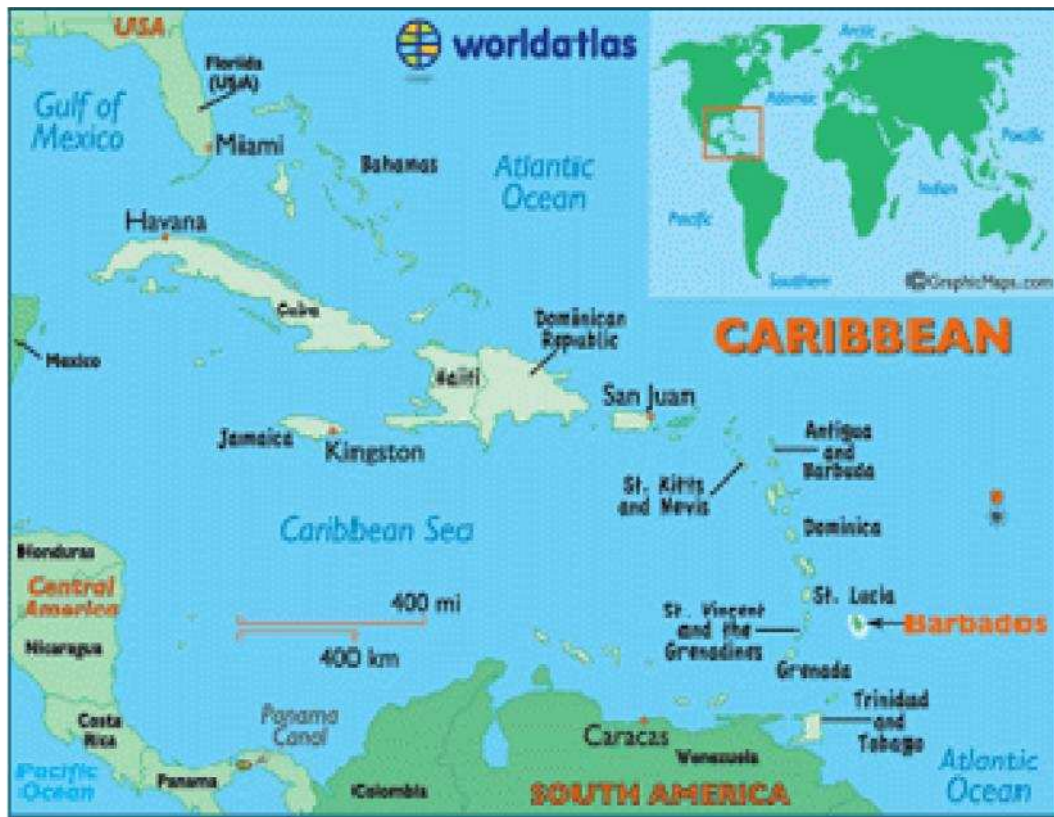 USA
worldatlas
Arctic
Florida
(USA)
Gulf of
Mexico
Atlantic
Pacific
Miami
Bahamas
Atlantic
Ocean
Indian
Pacific
Havana
Southern
©GraphicMaps.com
Cuba
Dominican
Republic
CARIBBEAN
Mexico
Haiti
San Juan
Jamaica
Kingston
Antigua
and
Barbuda
St. Kitts
and Nevis
Caribbean Sea
Dominica
Honduras
Central
America
400 mi
St. Lucia
St. Vincent
and the
Grenadines
Barbados
Nicaragua
400 km
Grenada
Costa
Rica
Panama
Canal
Trinidad
and
Tobago
Caracas
Venezuela
Pacific
Ocean
Panama
Colombia
SOUTH AMERICA
Atlantic
Ocean